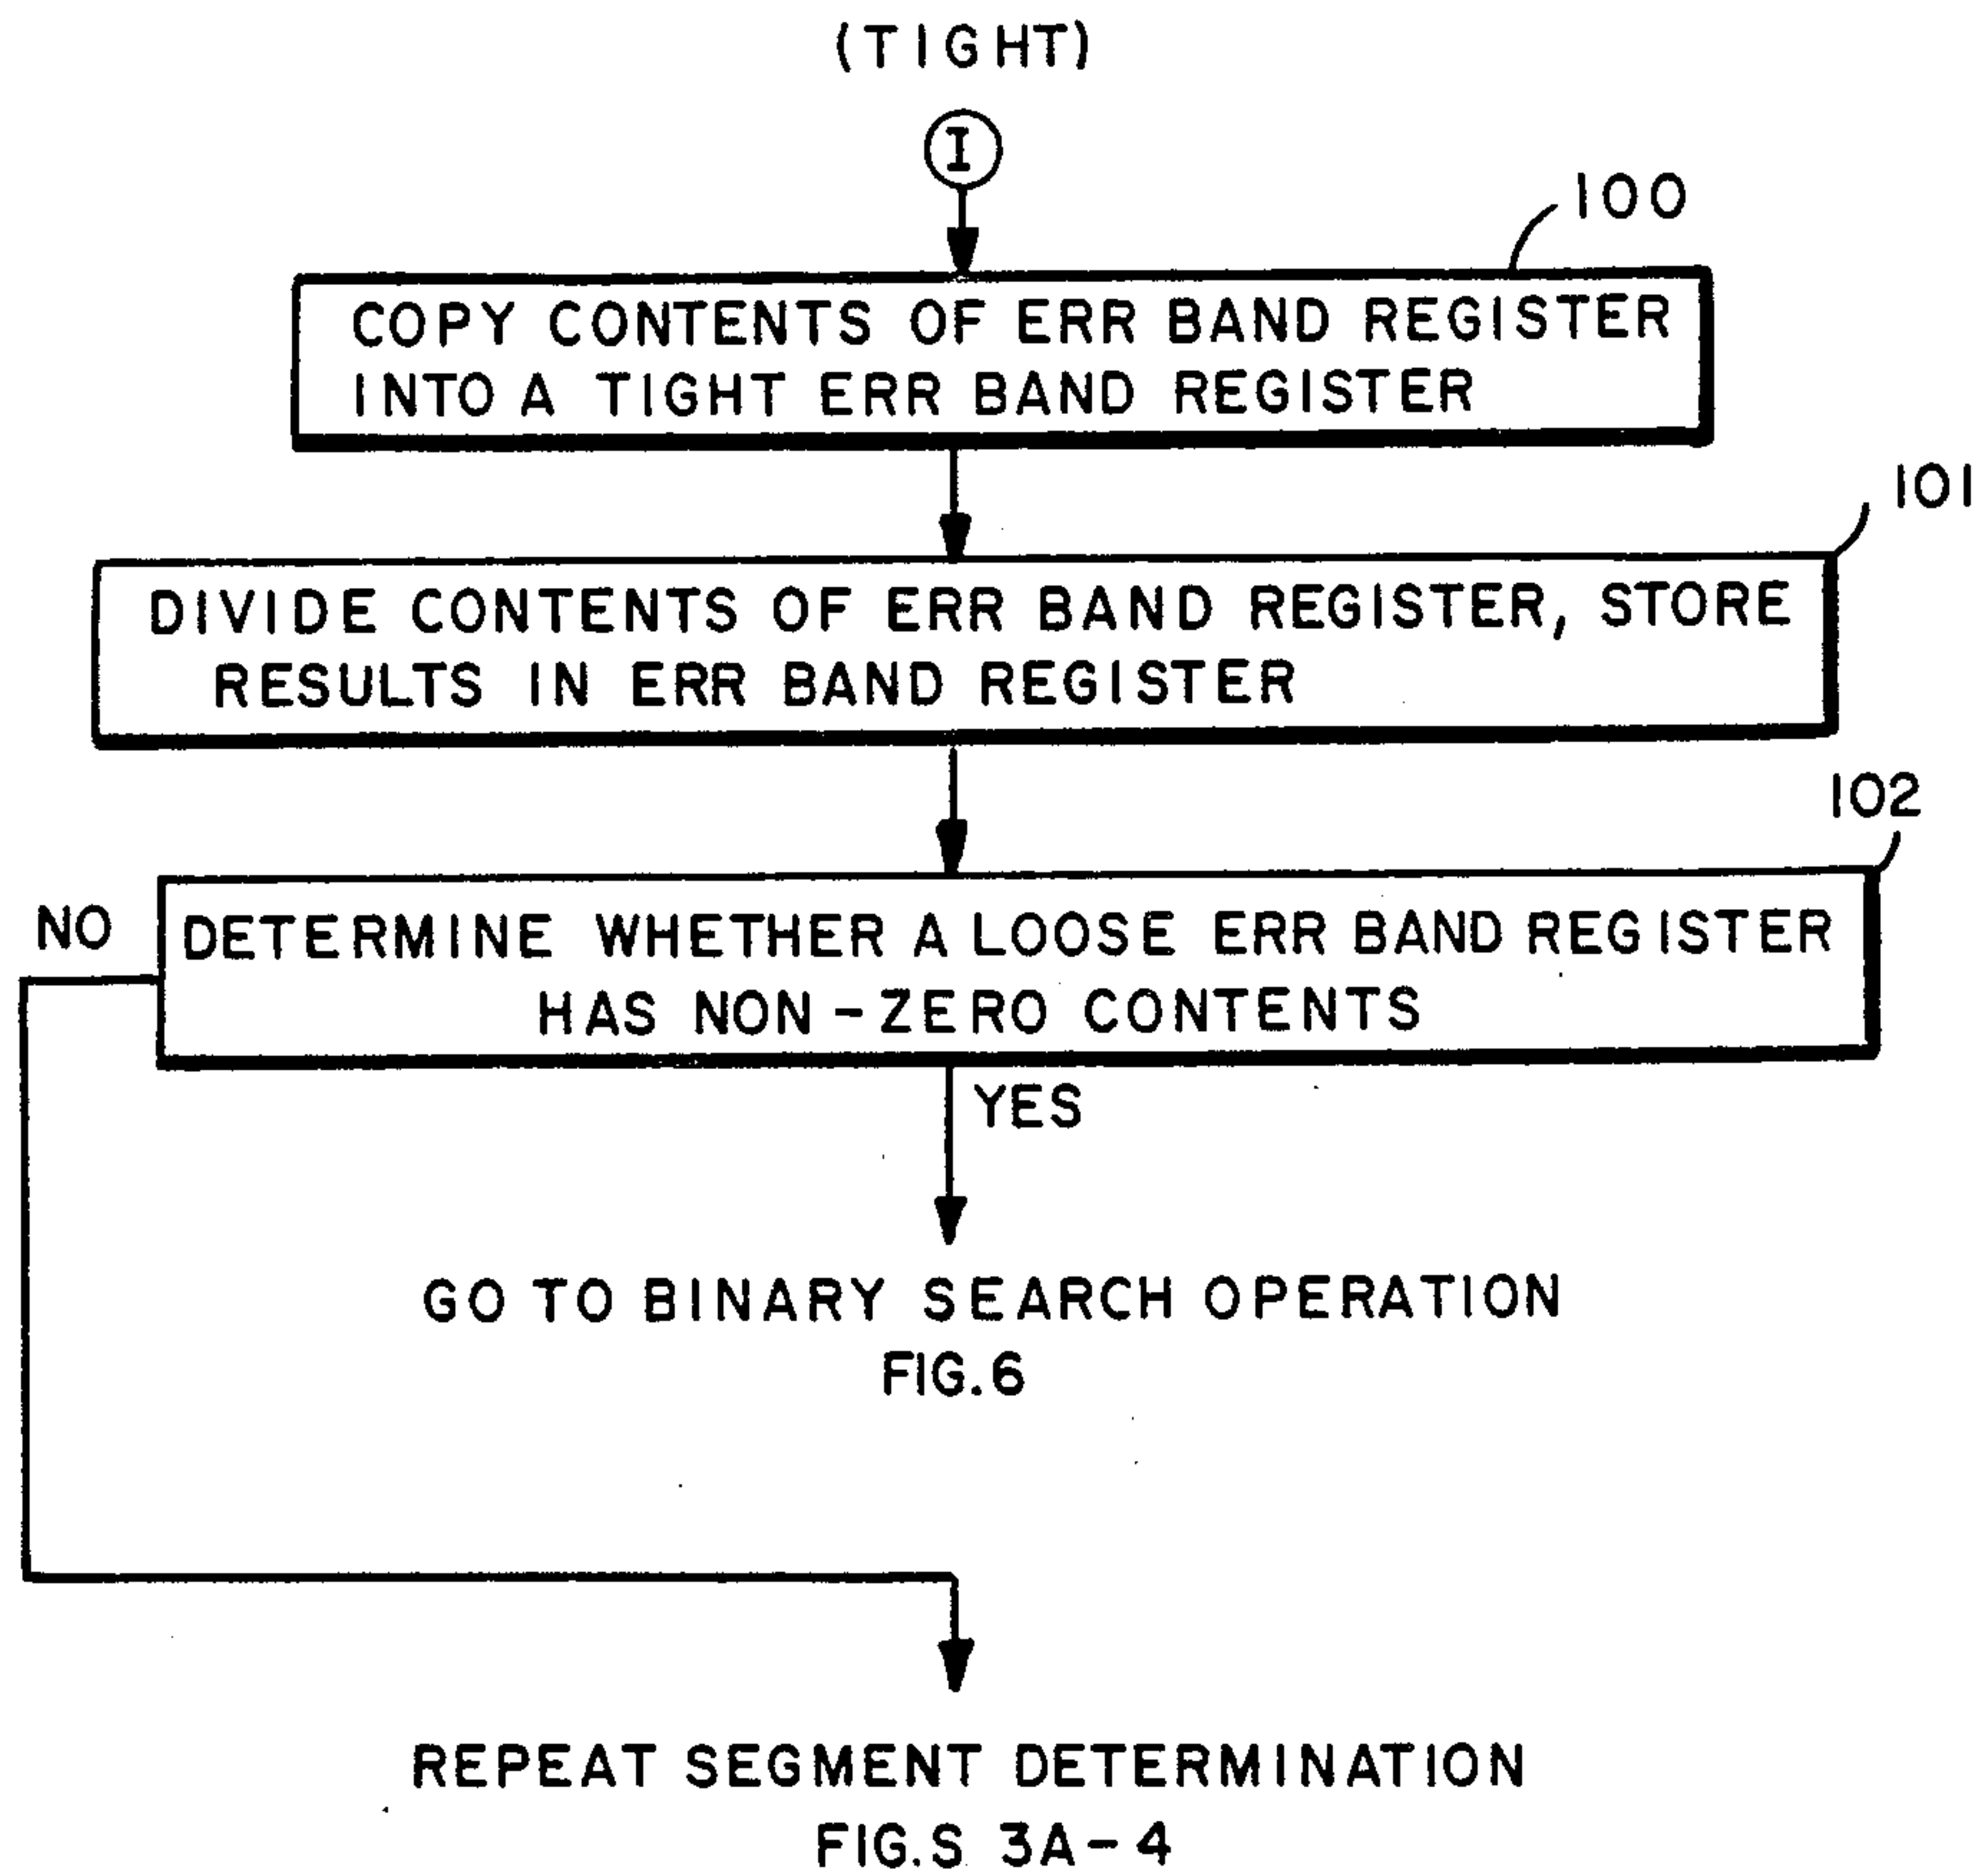 (TIGHT)
I
100
COPY CONTENTS OF ERR BAND REGISTER
INTO A TIGHT ERR BAND REGISTER
101
DIVIDE CONTENTS OF ERR BAND REGISTER, STORE
RESULTS IN ERR BAND REGISTER
102
NO
DETERMINE WHETHER A LOOSE ERR BAND REGISTER
HAS NON-ZERO CONTENTS
YES
GO TO BINARY SEARCH OPERATION
FIG.6
REPEAT SEGMENT DETERMINATION
FIG.S 3A-4